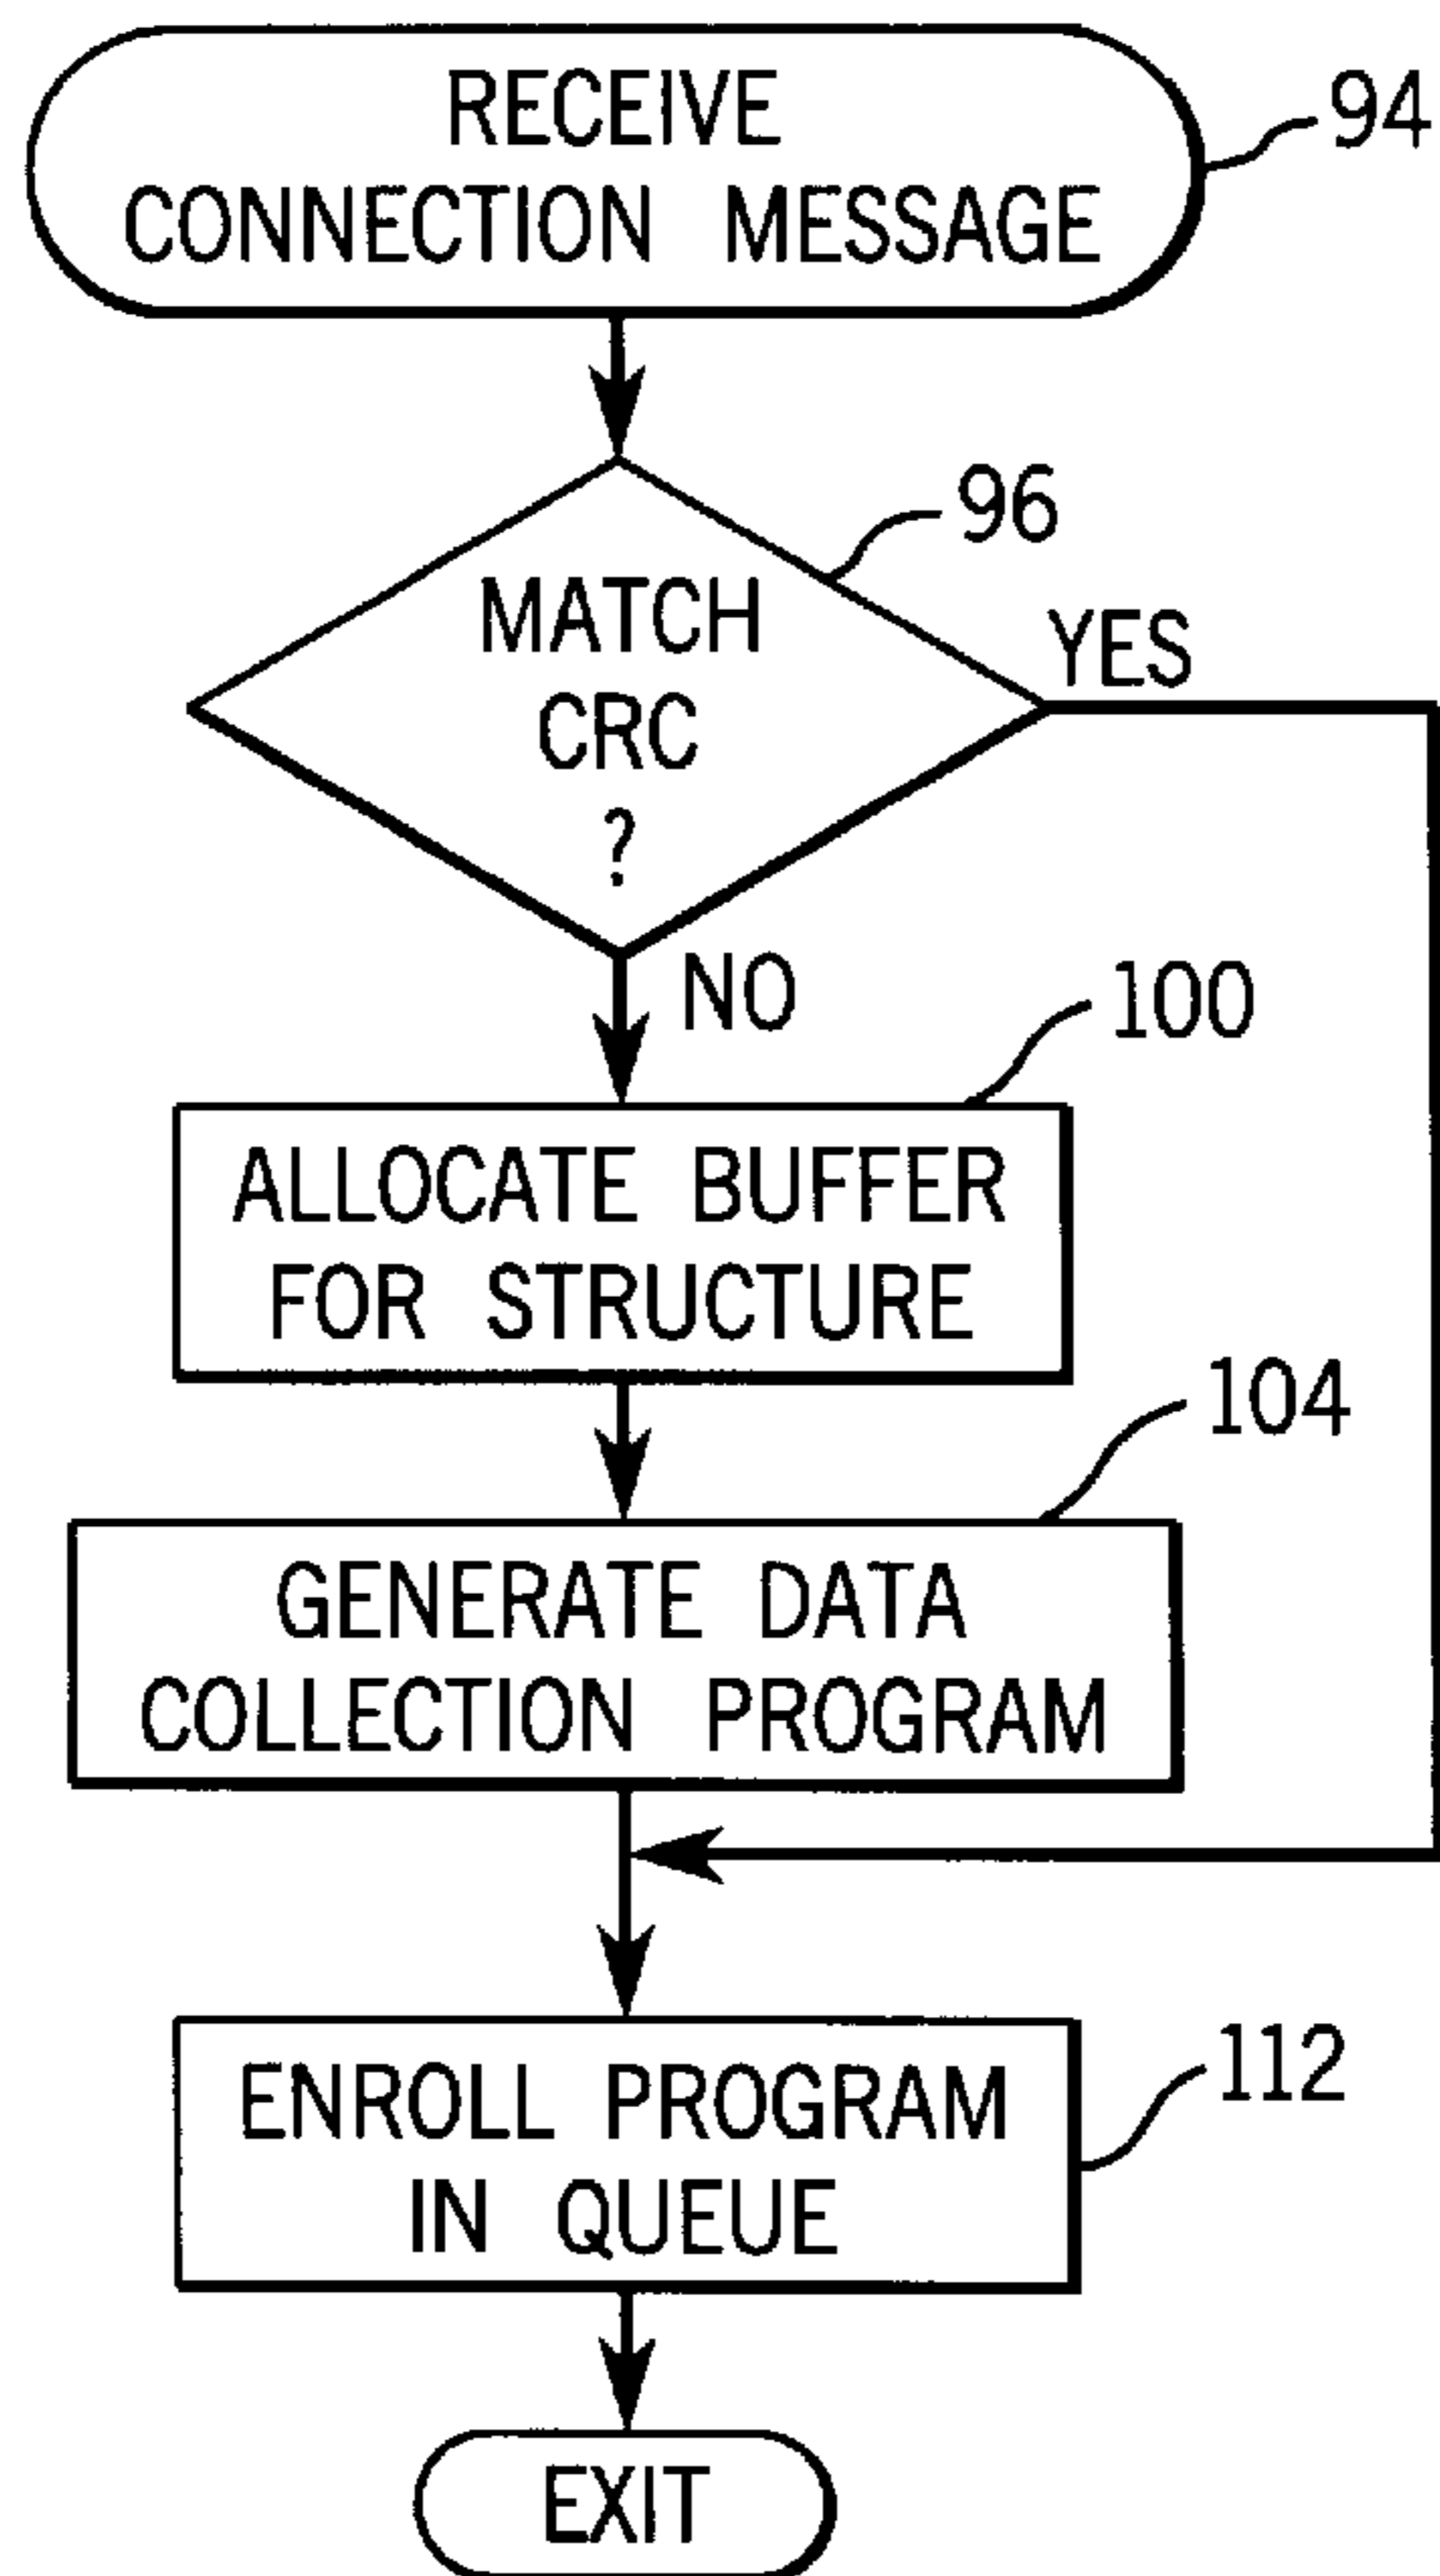 RECEIVE
CONNECTION MESSAGE
94
96
MATCH
CRC
?
YES
NO
100
ALLOCATE BUFFER
FOR STRUCTURE
104
GENERATE DATA
COLLECTION PROGRAM
112
ENROLL PROGRAM
IN QUEUE
EXIT